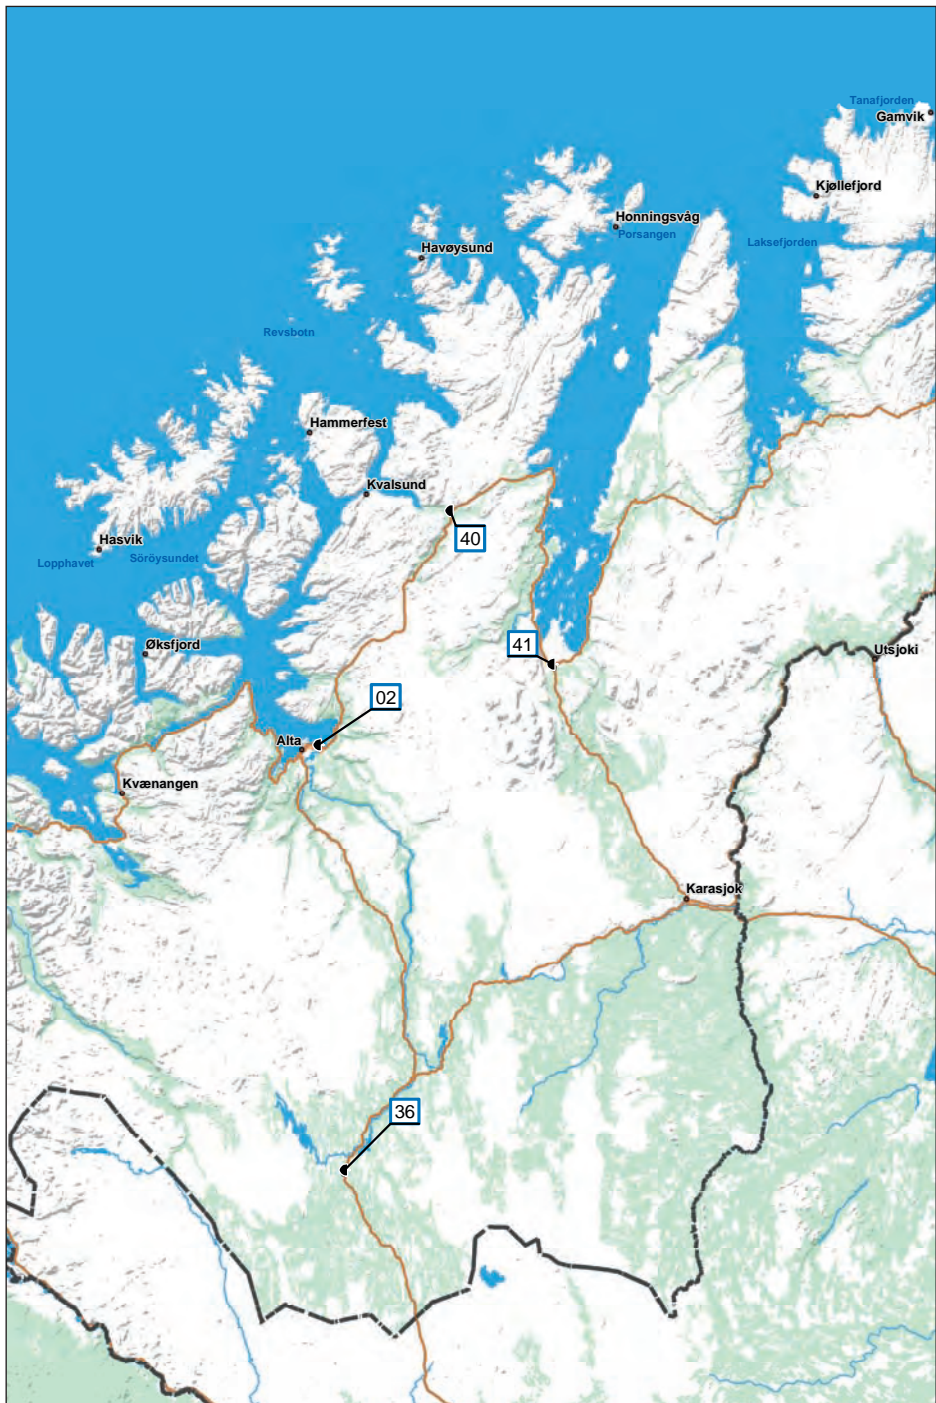 Tanafjorden
Gamvik
Kjøllefjord
Honningsvåg
Porsangen
Laksefjorden
Havøysund
Revsbotn
Hammerfest
Kvalsund
40
Hasvik
Lopphavet
Söröysundet
Øksfjord
41
Utsjoki
02
Alta
Kvænangen
Karasjok
36